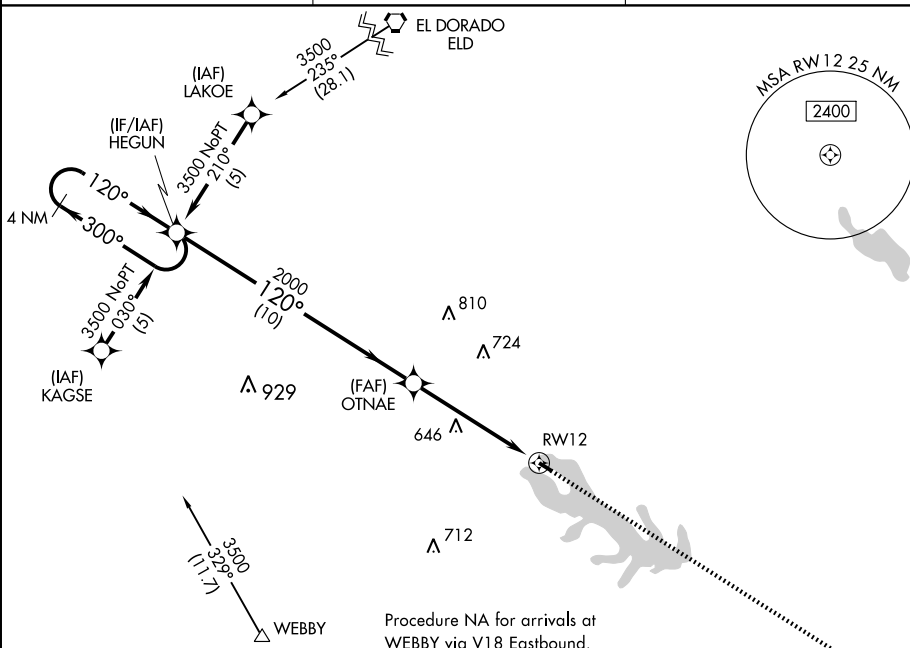 EL DORADO
ELD
3500
235°
(28.1)
(IAF)
LAKOE
MSA RW12 25 NM
2400
(IF/IAF)
HEGUN
3500 NoPT
210°
(5)
120°
4 NM
300°
3500 NoPT
030°
(5)
(IAF)
KAGSE
2000
120°
(10)
810
724
929
(FAF)
OTNAE
646
RW12
712
3500
329°
(11.7)
WEBBY
Procedure NA for arrivals at
WEBBY via V18 Eastbound.